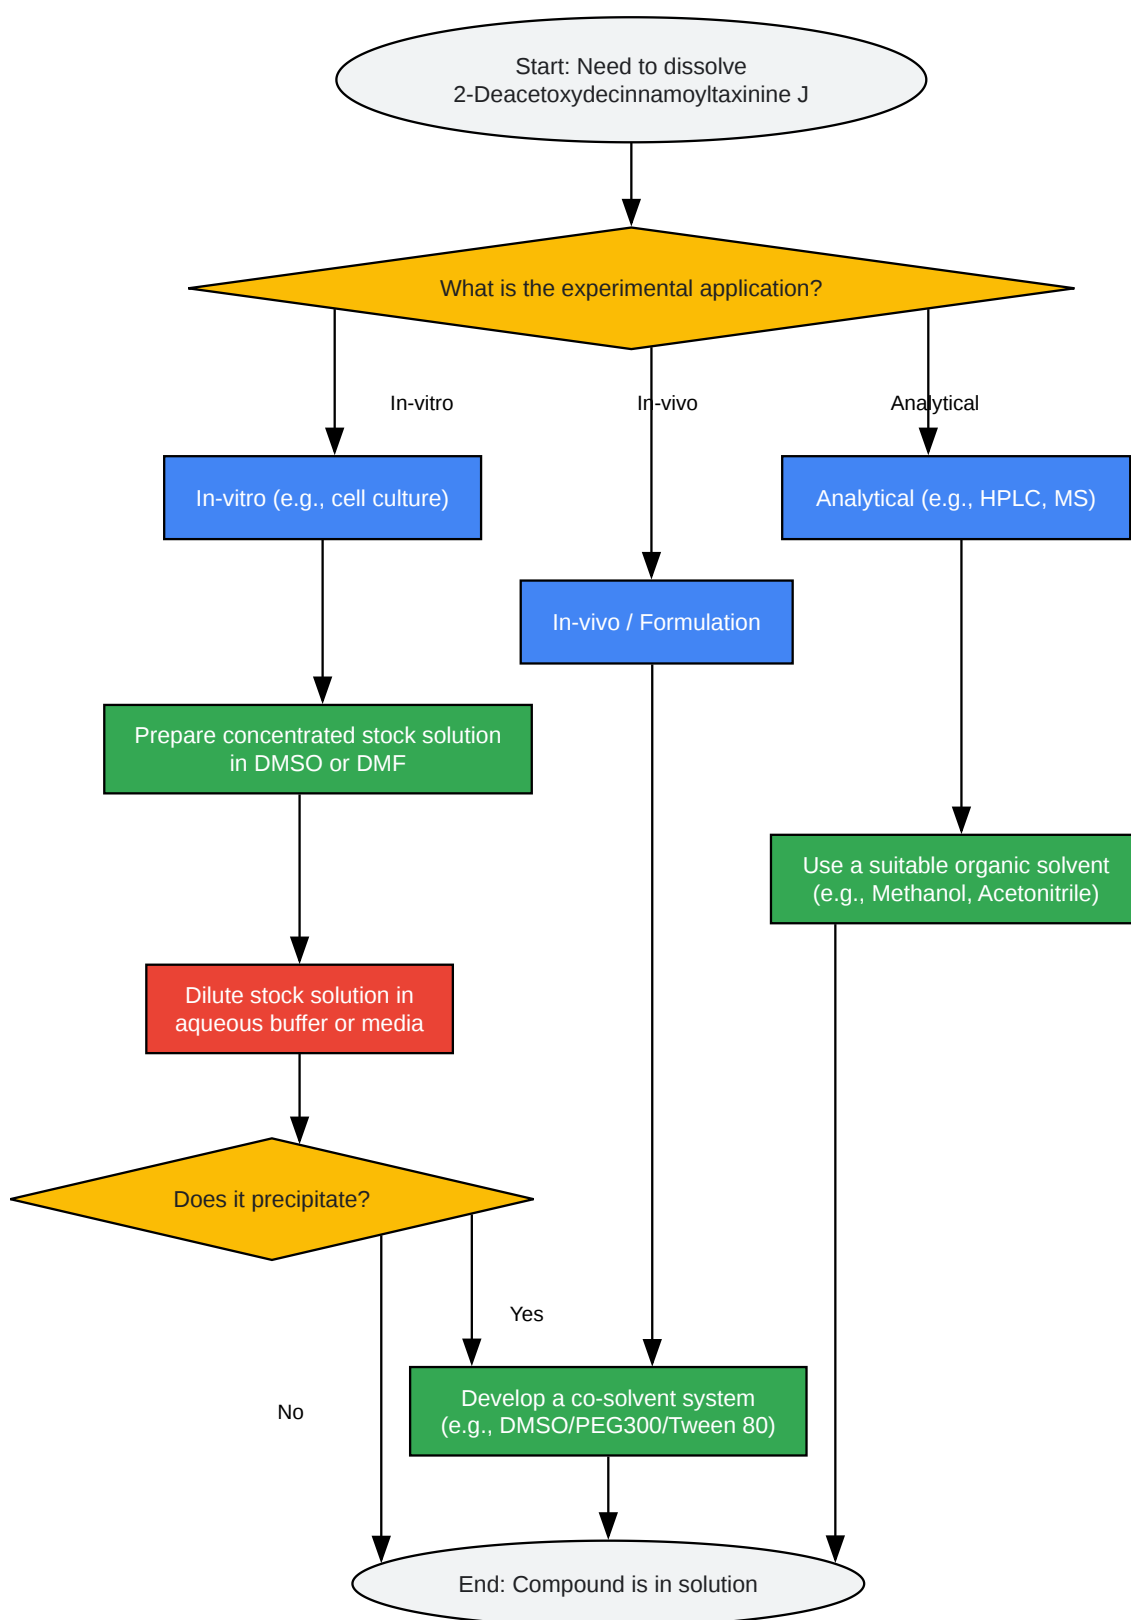 Start: Need to dissolve
2-Deacetoxydecinnamoyltaxinine J
What is the experimental application?
In-vitro
In-vivo
Analytical
In-vitro (e.g., cell culture)
Analytical (e.g., HPLC, MS)
In-vivo / Formulation
Prepare concentrated stock solution
in DMSO or DMF
Use a suitable organic solvent
(e.g., Methanol, Acetonitrile)
Dilute stock solution in
aqueous buffer or media
Does it precipitate?
Yes
No
Develop a co-solvent system
(e.g., DMSO/PEG300/Tween 80)
End: Compound is in solution